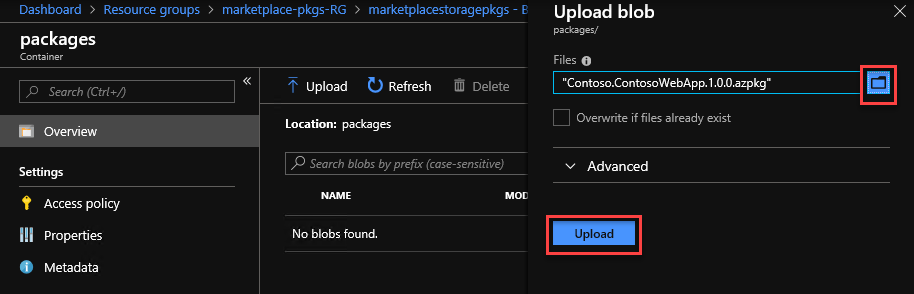 Dashboard > Resource groups > marketplace-pkgs-RG > marketplacestoragepkgs - B
packages
Container
«
Search (Ctrl+/)
Overview
Settings
Access policy
Properties
Metadata
Upload Refresh Delete
Location: packages
Search blobs by prefix (case-sensitive)
NAME MOD
No blobs found.
Upload blob
packages/
Files
"Contoso.ContosoWebApp.1.0.0.azpkg"
Overwrite if files already exist
Advanced
Upload